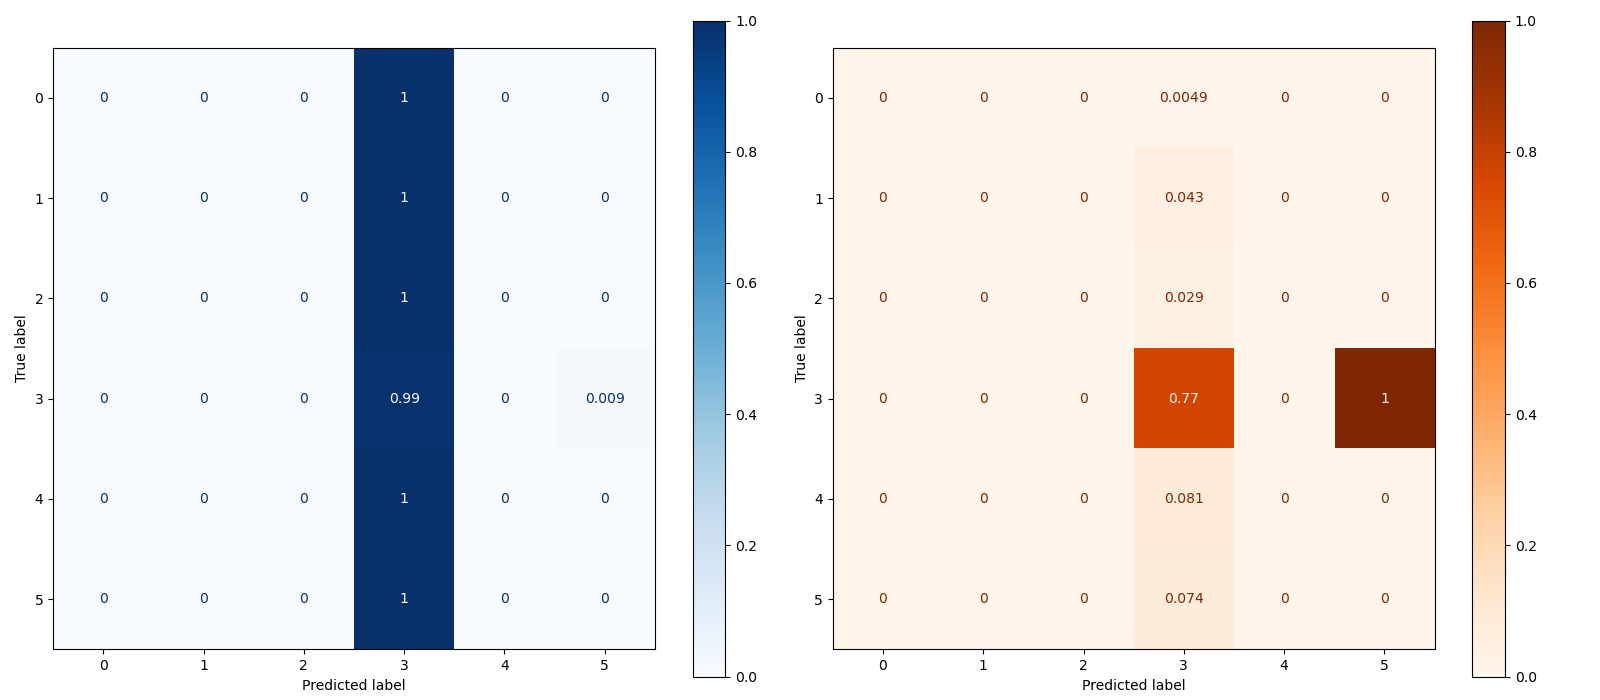 0 0 0 0 1 0 0
1 0 0 0 1 0 0
2 0 0 0 1 0 0
3 0 0 0 0.99 0 0.009
4 0 0 0 1 0 0
5 0 0 0 1 0 0
0 1 2 3 4 5
True label
Predicted label
1.0
0.8
0.6
0.4
0.2
0.0
0 0 0 0 0.0049 0 0
1 0 0 0 0.043 0 0
2 0 0 0 0.029 0 0
3 0 0 0 0.77 0 1
4 0 0 0 0.081 0 0
5 0 0 0 0.074 0 0
0 1 2 3 4 5
True label
Predicted label
1.0
0.8
0.6
0.4
0.2
0.0